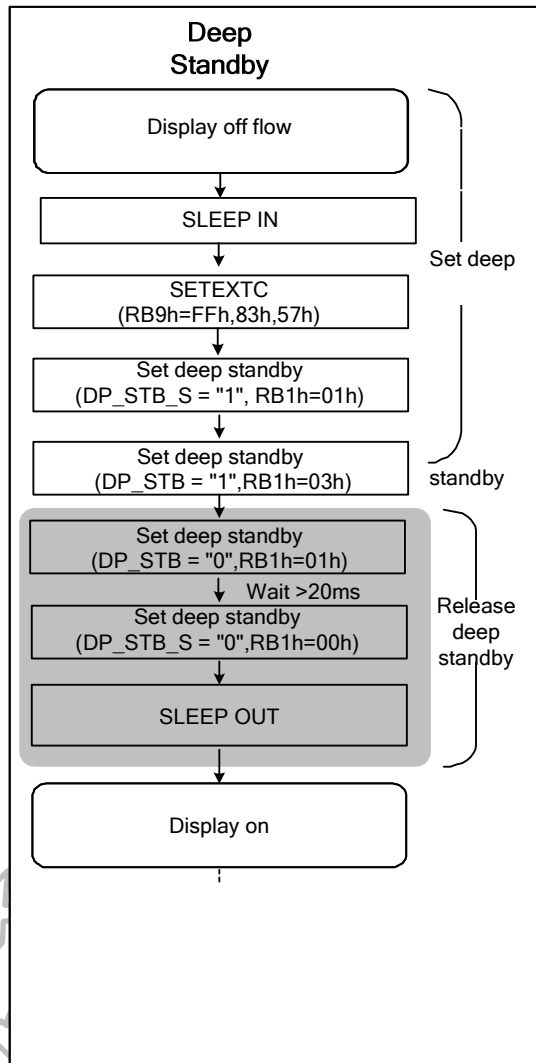 Deep
Standby
Display off flow
SLEEP IN
Set deep
SETEXTC
(RB9h=FFh,83h,57h)
Set deep standby
(DP_STB_S = "1", RB1h=01h)
Set deep standby
(DP_STB = "1",RB1h=03h)
standby
Set deep standby
(DP_STB = "0",RB1h=01h)
Wait >20ms
Set deep standby
(DP_STB_S = "0",RB1h=00h)
Release
deep
standby
SLEEP OUT
Display on